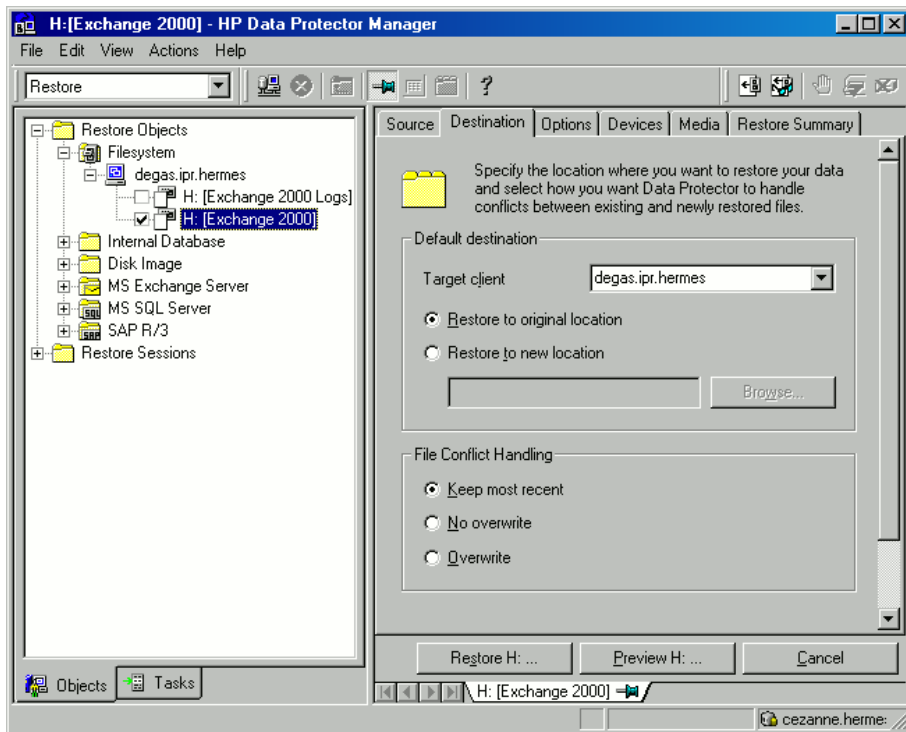 H:[Exchange 2000] - HP Data Protector Manager
File Edit View Actions Help
Restore
Restore Objects
Filesystem
degas.ipr.hermes
H: [Exchange 2000 Logs]
H: [Exchange 2000]
Internal Database
Disk Image
MS Exchange Server
SQL MS SQL Server
SAP SAP R/3
Restore Sessions
Objects Tasks
Source Destination Options Devices Media Restore Summary
Specify the location where you want to restore your data
and select how you want Data Protector to handle
conflicts between existing and newly restored files.
Default destination
Target client degas.ipr.hermes
Restore to original location
Restore to new location
Browse...
File Conflict Handling
Keep most recent
No overwrite
Overwrite
Restore H: ... Preview H: ... Cancel
H: [Exchange 2000]
cezanne.herme: